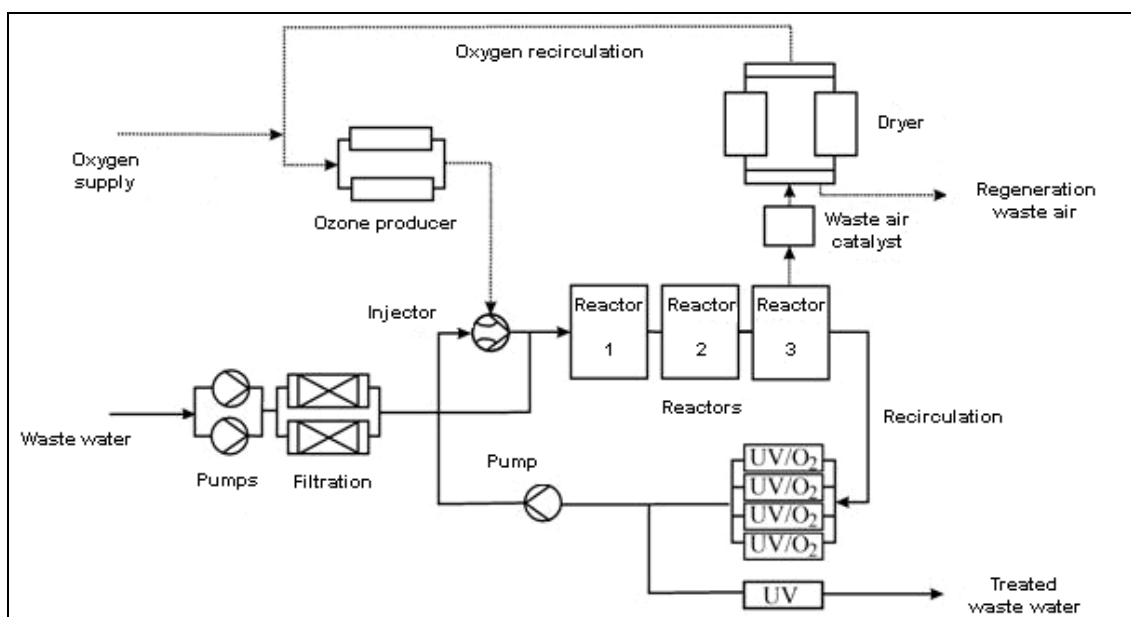 Oxygen recirculation
Dryer
Oxygen
supply
Ozone producer
Regeneration
waste air
Waste air
catalyst
Injector
Reactor
1
Reactor
2
Reactor
3
Reactors
Recirculation
Waste water
Pumps
Filtration
Pump
UV/O2
UV/O2
UV/O2
UV/O2
UV
Treated
waste water